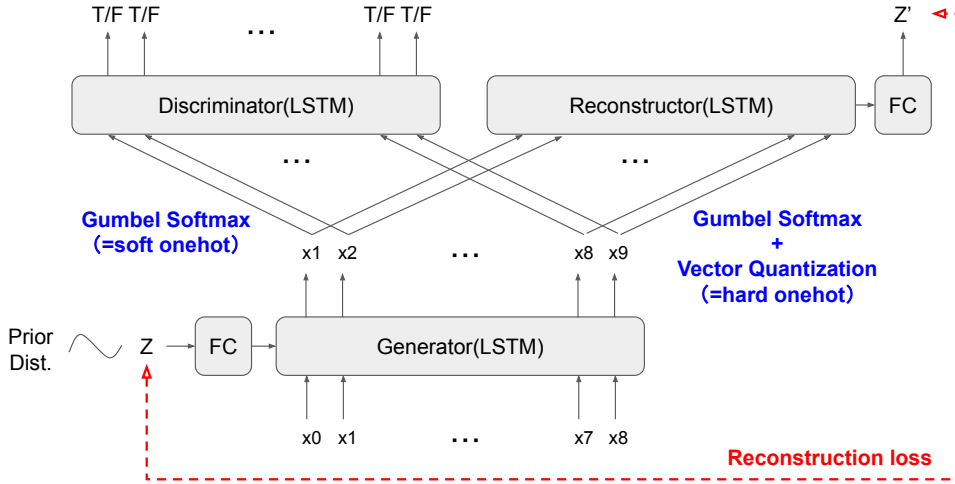 T/F T/F ... T/F T/F
Z'
Discriminator(LSTM)
Reconstructor(LSTM)
FC
...
...
Gumbel Softmax
(=soft onehot)
Gumbel Softmax
+
Vector Quantization
(=hard onehot)
x1 x2 ... x8 x9
Prior
Dist.
Z
FC
Generator(LSTM)
x0 x1 ... x7 x8
Reconstruction loss